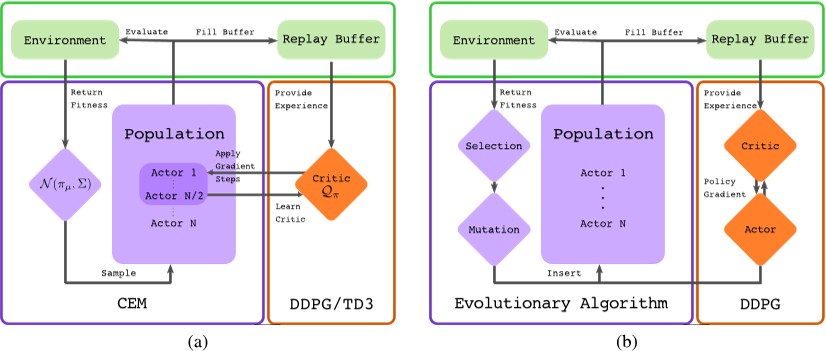 Environment
Evaluate
Fill Buffer
Replay Buffer
Return
Fitness
Provide
Experience
Population
Actor 1
Actor N/2
Actor N
Apply
Gradient
Steps
Learn
Critic
Critic
Qπ
N(πμ, Σ)
Sample
CEM
DDPG/TD3
(a)
Environment
Evaluate
Fill Buffer
Replay Buffer
Return
Fitness
Provide
Experience
Selection
Mutation
Population
Actor 1
Actor N
Critic
Policy
Gradient
Actor
Insert
Evolutionary Algorithm
DDPG
(b)